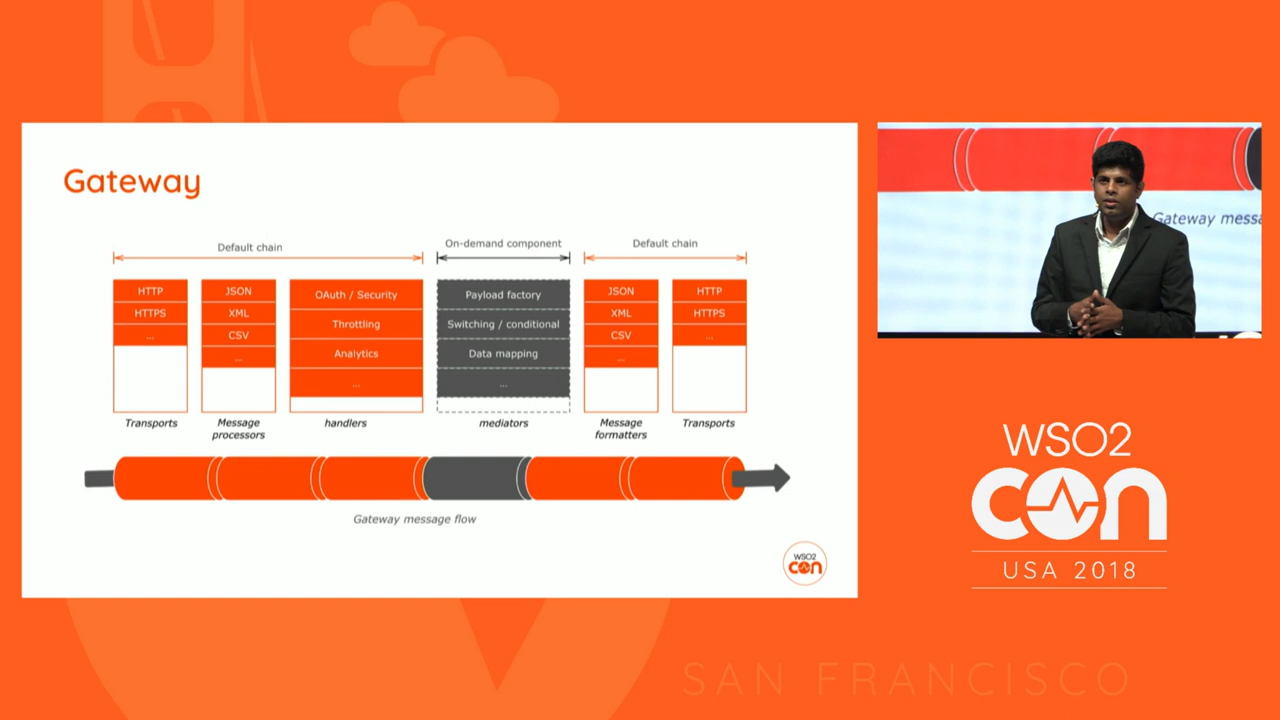 Gateway
Default chain
On-demand component
Default chain
HTTP
HTTPS
...
Transports
JSON
XML
CSV
...
Message
processors
OAuth / Security
Throttling
Analytics
...
handlers
Payload factory
Switching / conditional
Data mapping
...
mediators
JSON
XML
CSV
...
Message
formatters
HTTP
HTTPS
...
Transports
Gateway message flow
WSO2
con
Gateway messa
WSO2
con
USA 2018
SAN FRANCISCO